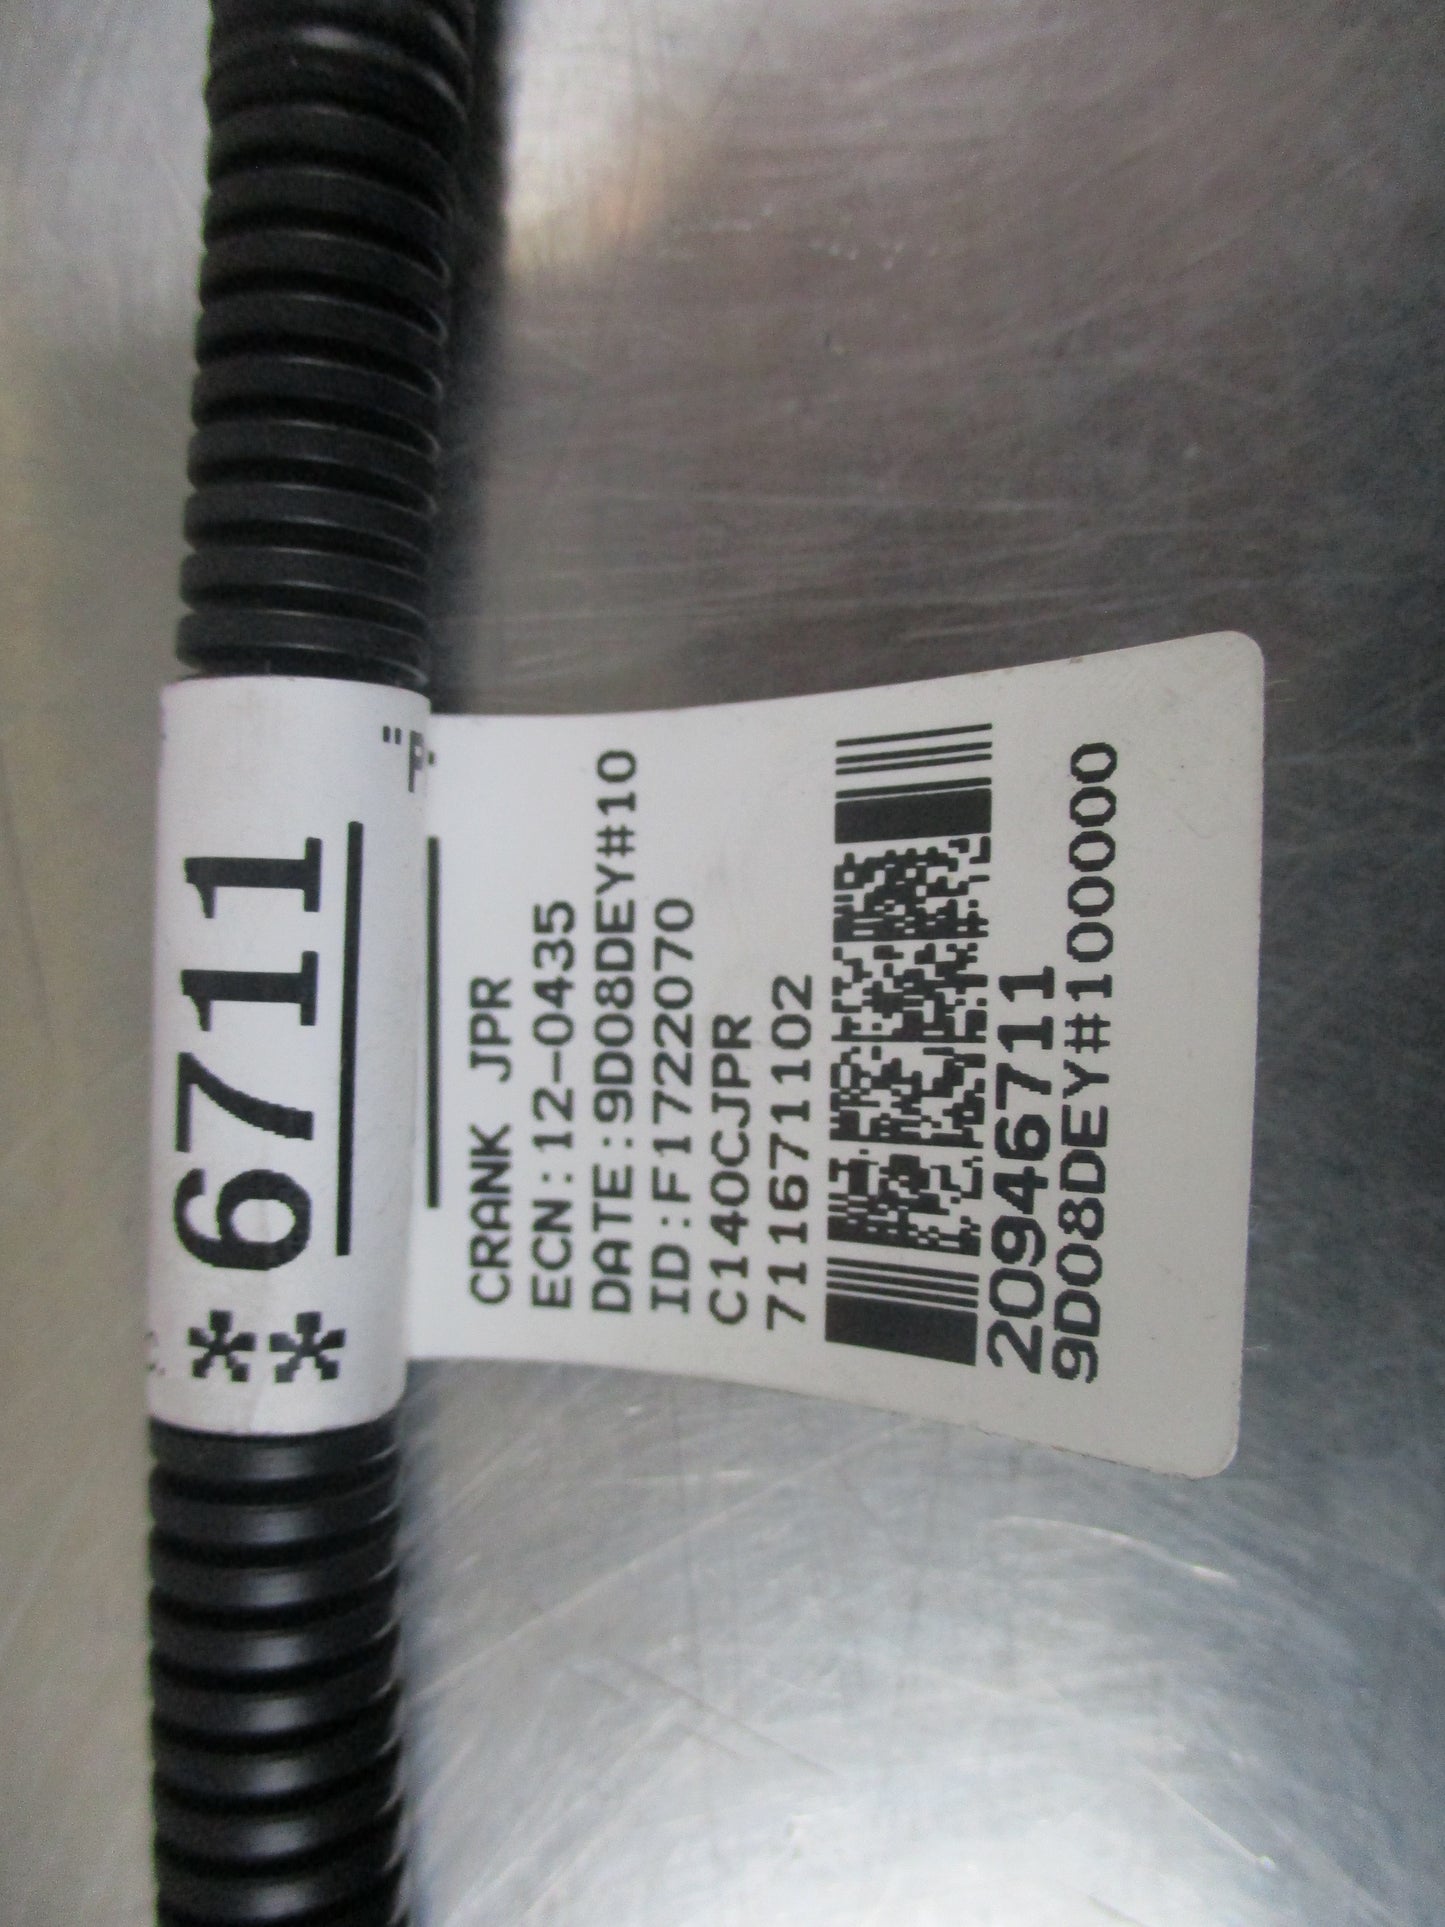 **6711
CRANK JPR
ECN:12-0435
DATE:9D08DEY#10
ID:F1722070
C140CJPR
711671102
20946711
9D08DEY#100000